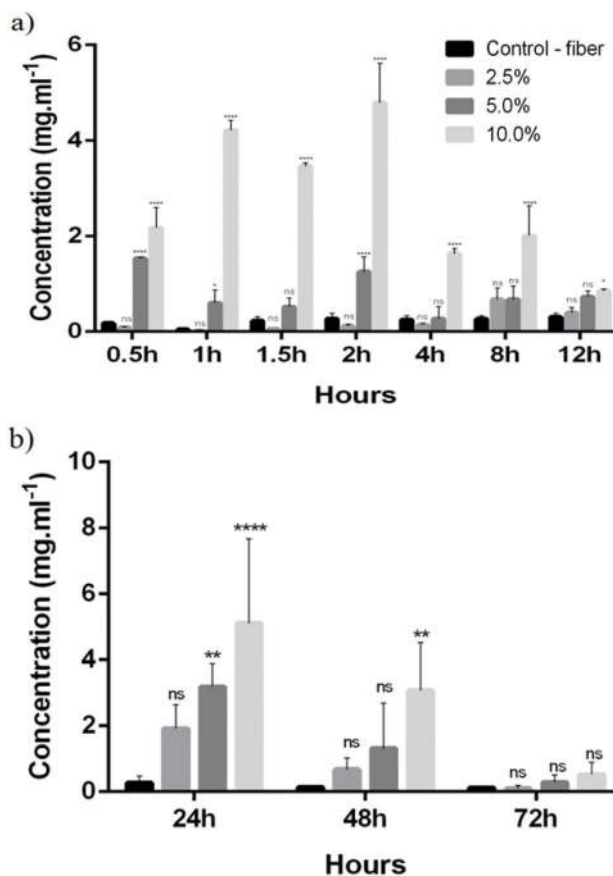 a)
Concentration (mg.ml-1)
6
4
2
0
Control - fiber
2.5%
5.0%
10.0%
ns
****
****
ns
*
****
ns
ns
****
ns
****
****
ns
ns
****
ns
ns
****
ns
ns
*
0.5h 1h 1.5h 2h 4h 8h 12h
Hours
b)
Concentration (mg.ml-1)
10
8
6
4
2
0
ns
**
****
ns
ns
**
ns
ns
ns
24h 48h 72h
Hours